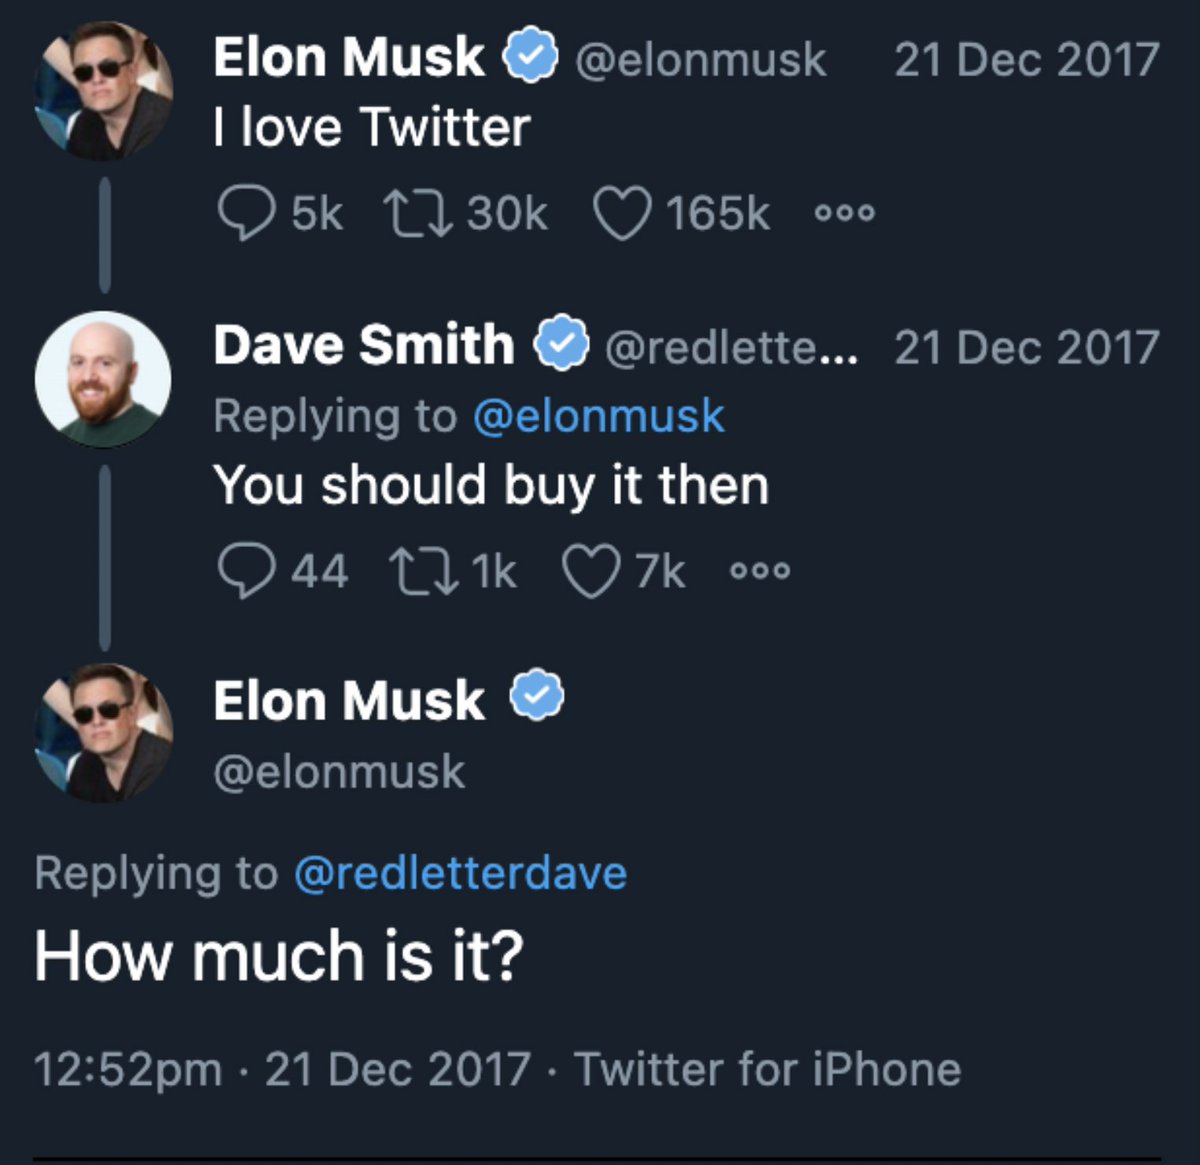 Elon Musk @elonmusk 21 Dec 2017
I love Twitter
5k 30k 165k
Dave Smith @redlette... 21 Dec 2017
Replying to @elonmusk
You should buy it then
44 1k 7k
Elon Musk
@elonmusk
Replying to @redletterdave
How much is it?
12:52pm · 21 Dec 2017 · Twitter for iPhone